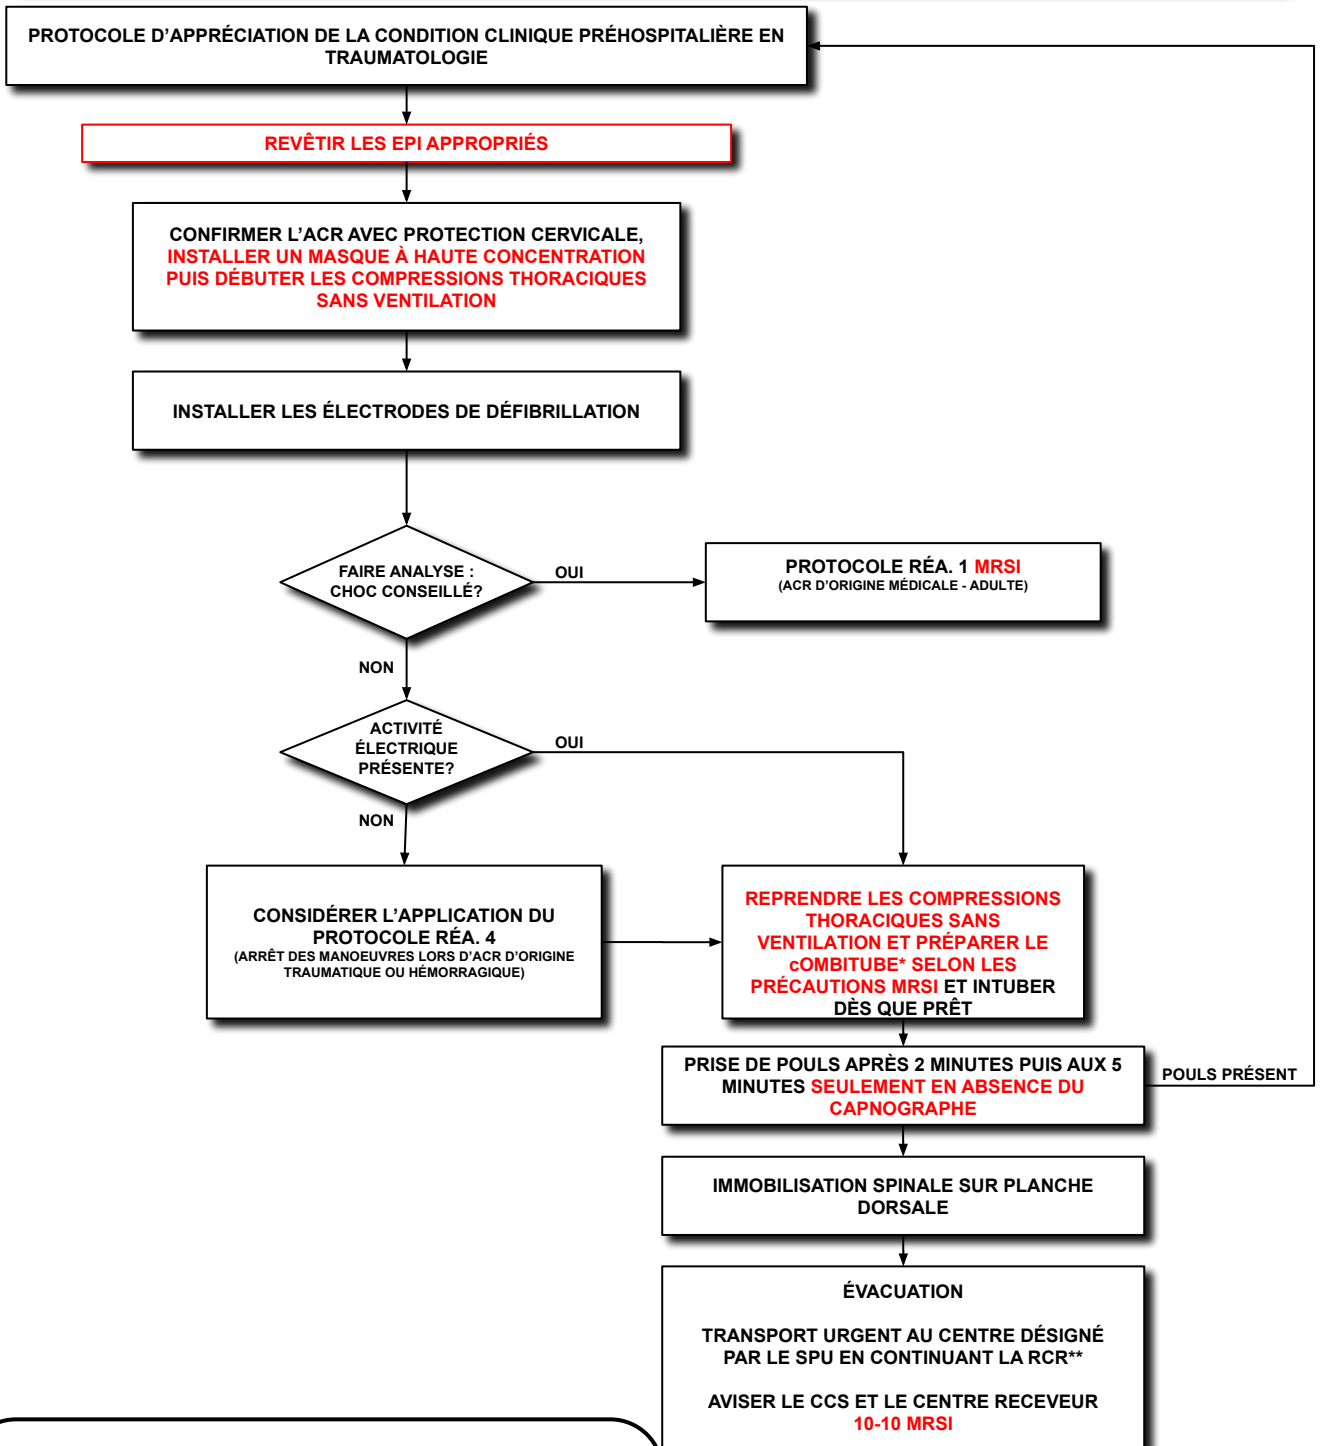 PROTOCOLE D’APPRÉCIATION DE LA CONDITION CLINIQUE PRÉHOSPITALIÈRE EN
TRAUMATOLOGIE
REVÊTIR LES EPI APPROPRIÉS
CONFIRMER L’ACR AVEC PROTECTION CERVICALE,
INSTALLER UN MASQUE À HAUTE CONCENTRATION
PUIS DÉBUTER LES COMPRESSIONS THORACIQUES
SANS VENTILATION
INSTALLER LES ÉLECTRODES DE DÉFIBRILLATION
FAIRE ANALYSE :
CHOC CONSEILLÉ?
OUI
PROTOCOLE RÉA. 1 MRSI
(ACR D’ORIGINE MÉDICALE - ADULTE)
NON
ACTIVITÉ
ÉLECTRIQUE
PRÉSENTE?
OUI
NON
CONSIDÉRER L’APPLICATION DU
PROTOCOLE RÉA. 4
(ARRÊT DES MANOEUVRES LORS D’ACR D’ORIGINE
TRAUMATIQUE OU HÉMORRAGIQUE)
REPRENDRE LES COMPRESSIONS
THORACIQUES SANS
VENTILATION ET PRÉPARER LE
cOMBITUBE* SELON LES
PRÉCAUTIONS MRSI ET INTUBER
DÈS QUE PRÊT
PRISE DE POULS APRÈS 2 MINUTES PUIS AUX 5
MINUTES SEULEMENT EN ABSENCE DU
CAPNOGRAPHE
POULS PRÉSENT
IMMOBILISATION SPINALE SUR PLANCHE
DORSALE
ÉVACUATION
TRANSPORT URGENT AU CENTRE DÉSIGNÉ
PAR LE SPU EN CONTINUANT LA RCR**
AVISER LE CCS ET LE CENTRE RECEVEUR
10-10 MRSI